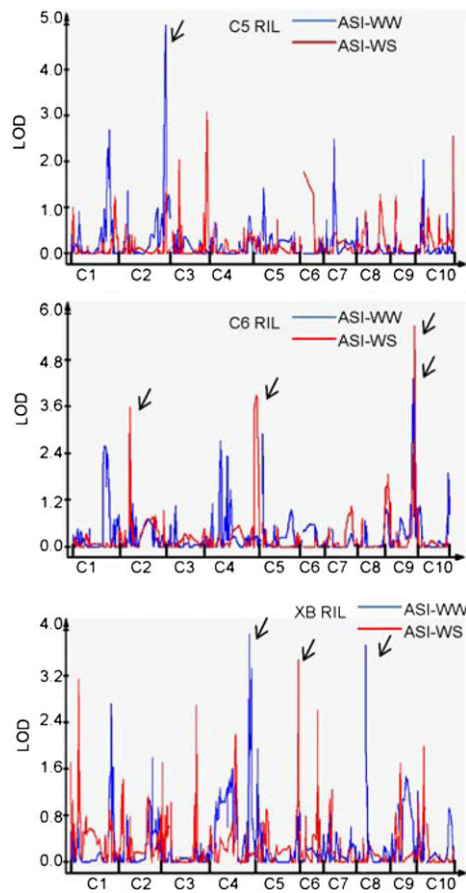 C5 RIL
ASI-WW
ASI-WS
LOD
5.0
4.0
3.0
2.0
1.0
0.0
C1 C2 C3 C4 C5 C6 C7 C8 C9 C10
C6 RIL
ASI-WW
ASI-WS
LOD
6.0
4.8
3.6
2.4
1.2
0.0
C1 C2 C3 C4 C5 C6 C7 C8 C9 C10
XB RIL
ASI-WW
ASI-WS
LOD
4.0
3.2
2.4
1.6
0.8
0.0
C1 C2 C3 C4 C5 C6 C7 C8 C9 C10